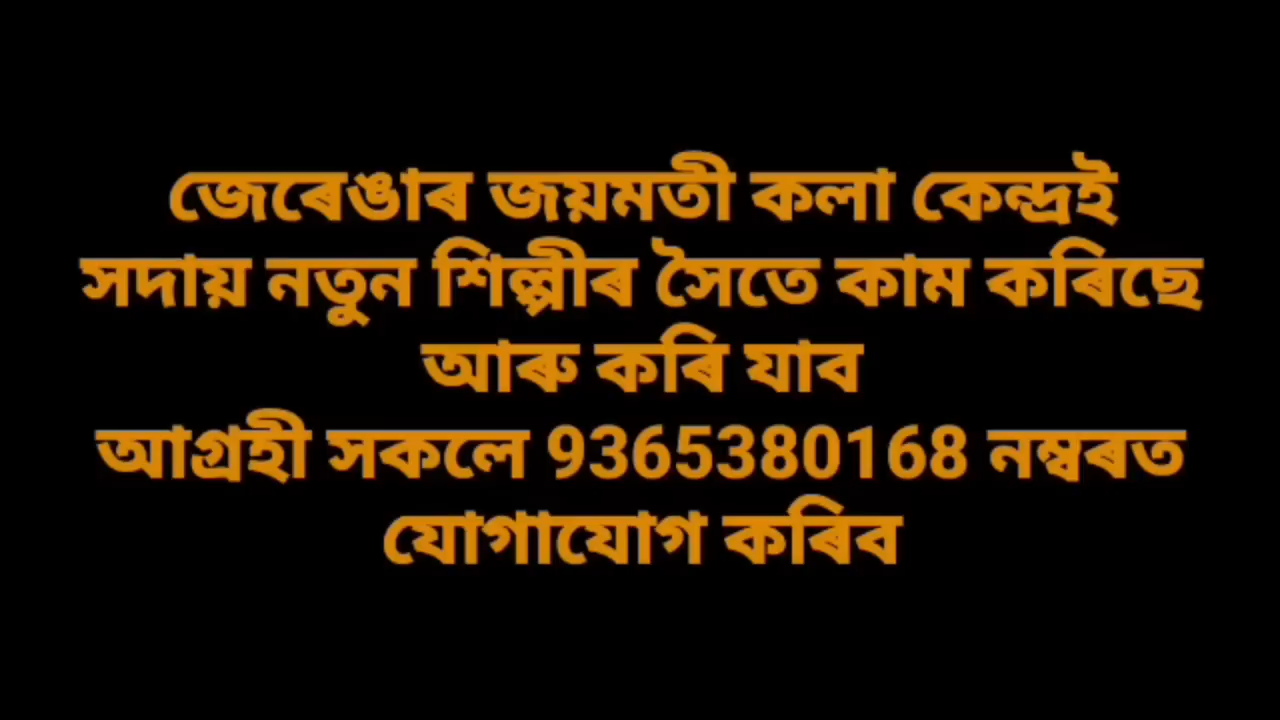 জেৰেঙাৰ জয়মতী কলা কেন্দ্ৰই
সদায় নতুন শিল্পীৰ সৈতে কাম কৰিছে
আৰু কৰি যাব
আগ্ৰহী সকলে 9365380168 নম্বৰত
যোগাযোগ কৰিব